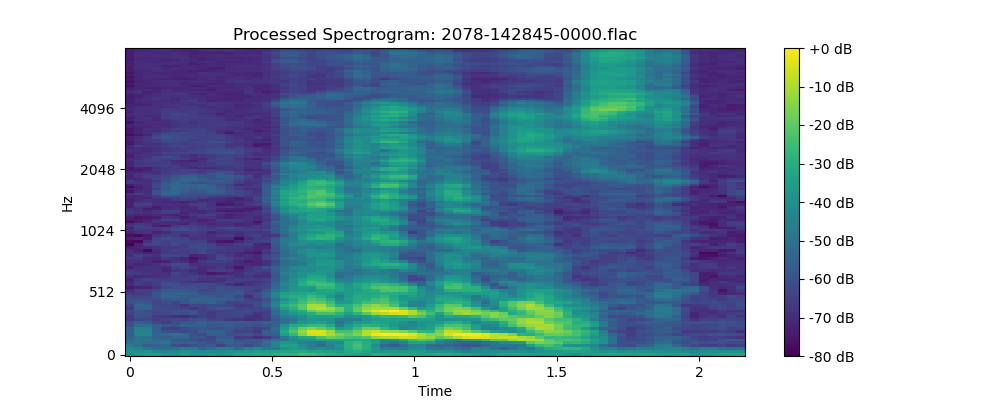 Processed Spectrogram: 2078-142845-0000.flac
Hz
4096
2048
1024
512
0
0
0.5
1
1.5
2
Time
+0 dB
-10 dB
-20 dB
-30 dB
-40 dB
-50 dB
-60 dB
-70 dB
-80 dB